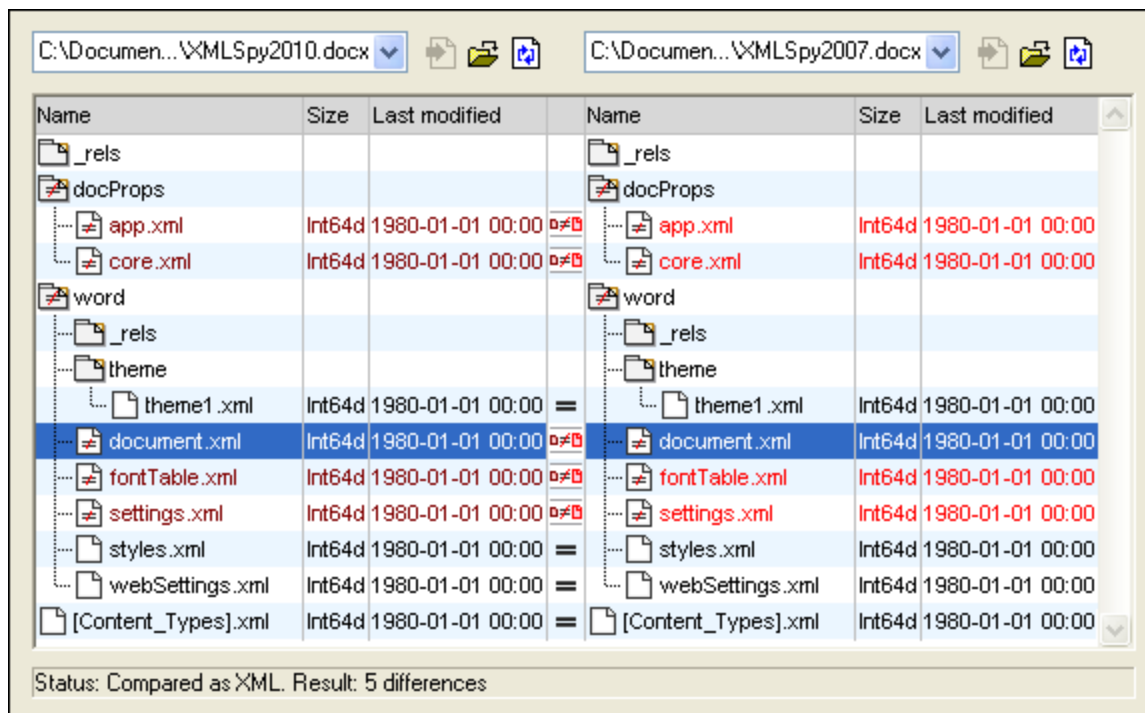 C:\Documen...\XMLSpy2010.docx C:\Documen...\XMLSpy2007.docx
Name Size Last modified Name Size Last modified
_rels _rels
docProps docProps
app.xml Int64d 1980-01-01 00:00 app.xml Int64d 1980-01-01 00:00
core.xml Int64d 1980-01-01 00:00 core.xml Int64d 1980-01-01 00:00
word word
_rels _rels
theme theme
theme1.xml Int64d 1980-01-01 00:00 = theme1.xml Int64d 1980-01-01 00:00
document.xml Int64d 1980-01-01 00:00 document.xml Int64d 1980-01-01 00:00
fontTable.xml Int64d 1980-01-01 00:00 fontTable.xml Int64d 1980-01-01 00:00
settings.xml Int64d 1980-01-01 00:00 settings.xml Int64d 1980-01-01 00:00
styles.xml Int64d 1980-01-01 00:00 = styles.xml Int64d 1980-01-01 00:00
webSettings.xml Int64d 1980-01-01 00:00 = webSettings.xml Int64d 1980-01-01 00:00
[Content_Types].xml Int64d 1980-01-01 00:00 = [Content_Types].xml Int64d 1980-01-01 00:00
Status: Compared as XML. Result: 5 differences